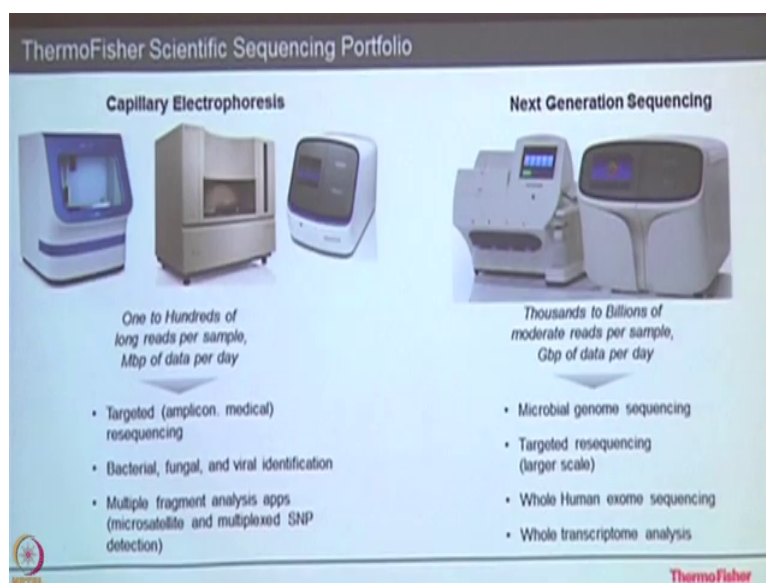 ThermoFisher Scientific Sequencing Portfolio
Capillary Electrophoresis
One to Hundreds of
long reads per sample,
Mbp of data per day
• Targeted (amplicon. medical)
resequencing
• Bacterial, fungal, and viral identification
• Multiple fragment analysis apps
(microsatellite and multiplexed SNP
detection)
Next Generation Sequencing
Thousands to Billions of
moderate reads per sample,
Gbp of data per day
• Microbial genome sequencing
• Targeted resequencing
(larger scale)
• Whole Human exome sequencing
• Whole transcriptome analysis
ThermoFisher